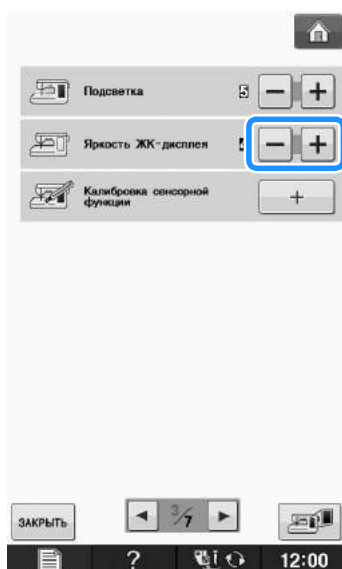 Подсветка 5 − +
Яркость ЖК-дисплея − +
Калибровка сенсорной
функции +
ЗАКРЫТЬ 3/7
? 12:00